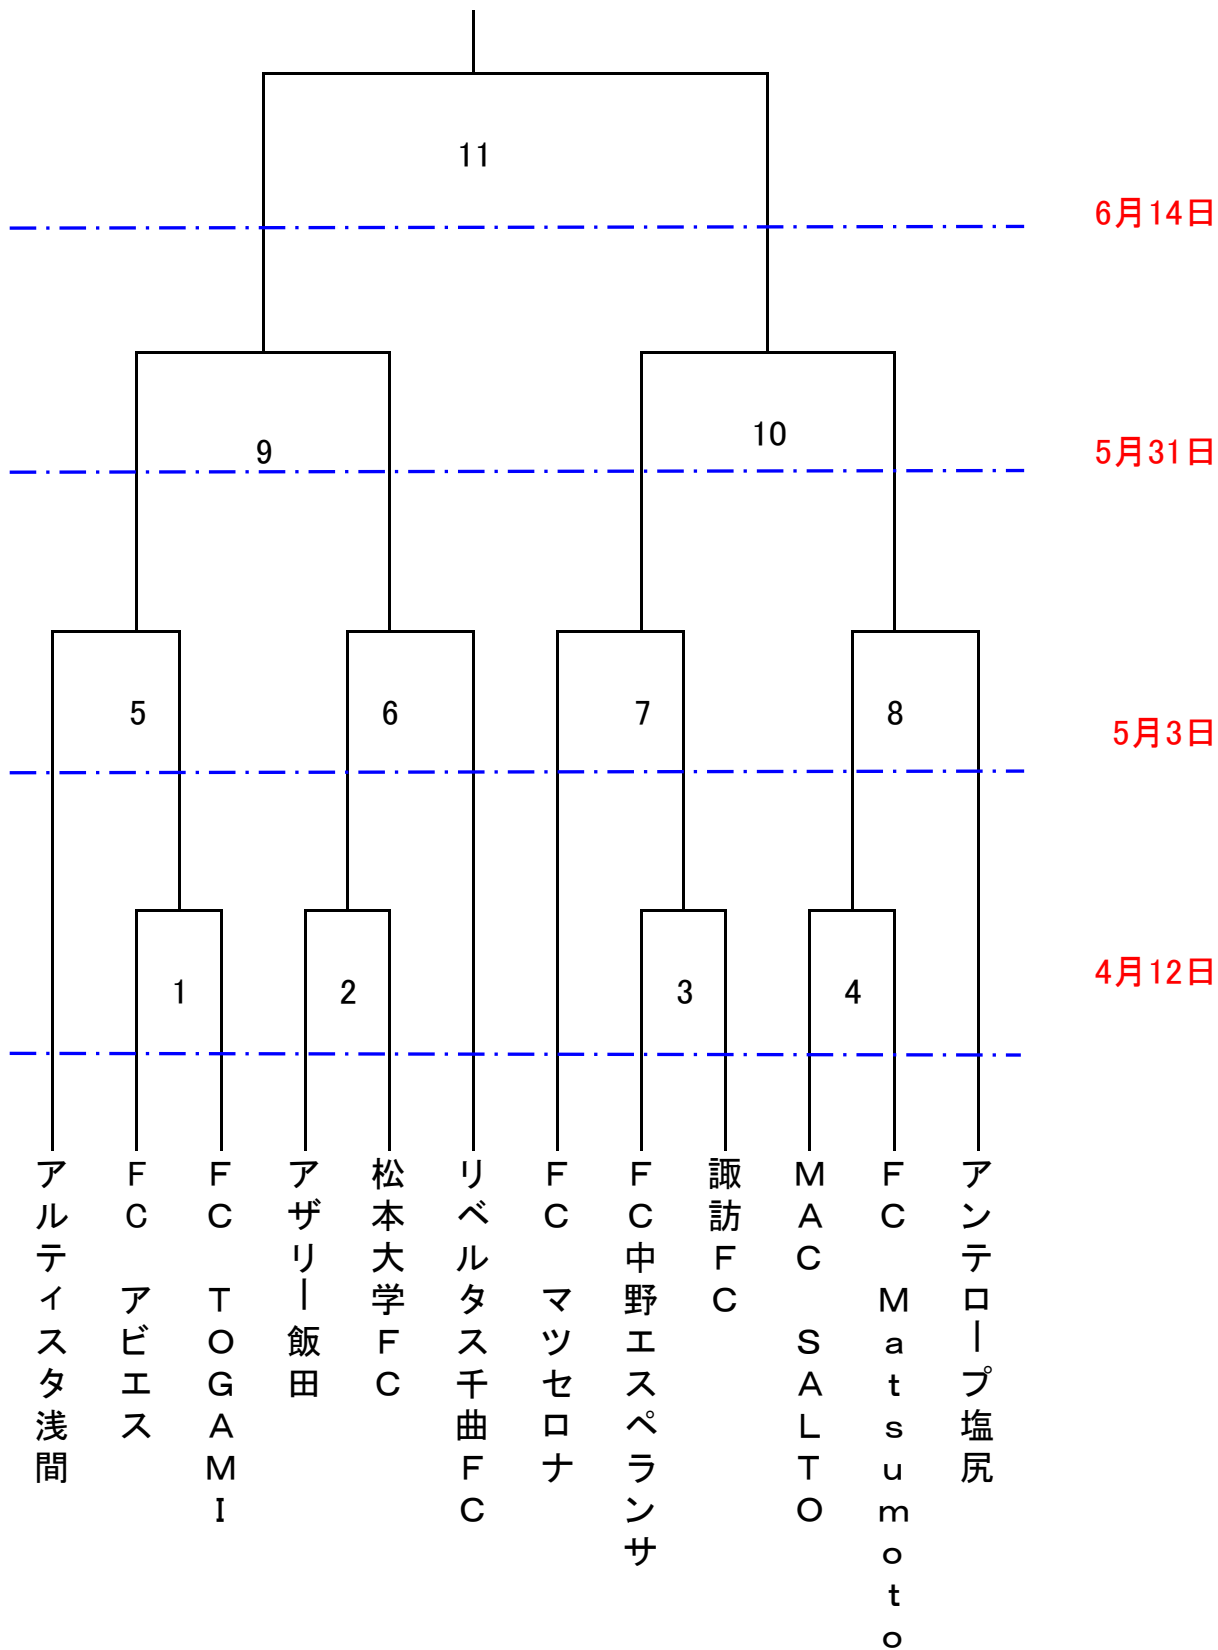 11
6月14日
9
10
5月31日
5
6
7
8
5月3日
1
2
3
4
4月12日
アルティスタ浅間
FC アビエス
FC TOGAMI
アザリー飯田
松本大学FC
リベルタス千曲FC
FC マツセロナ
FC中野エスペランサ
諏訪FC
MAC SALTO
FC Matsumoto
アンテロープ塩尻